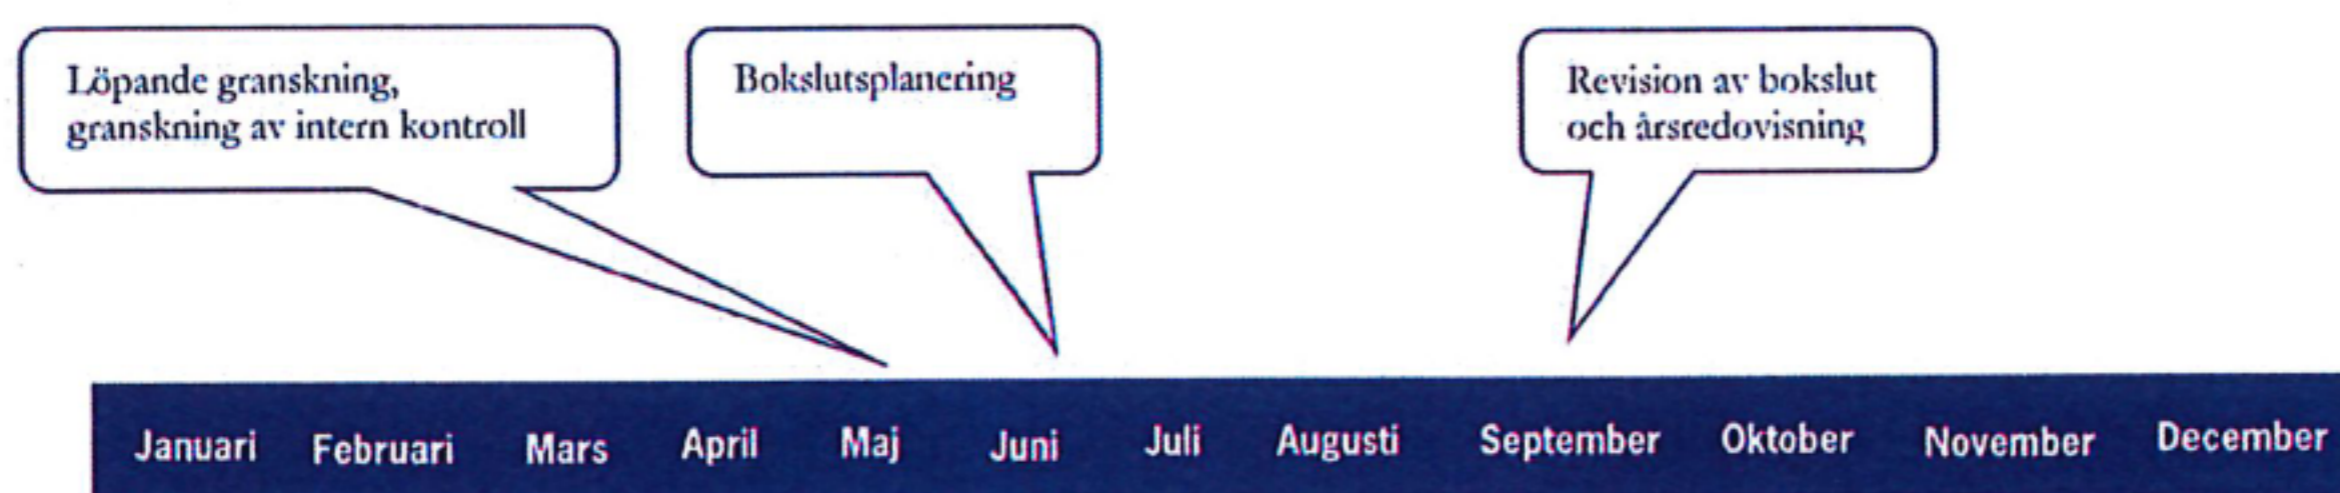 Löpande granskning,
granskning av intern kontroll
Bokslutsplanering
Revision av bokslut
och årsredovisning
Januari Februari Mars April Maj Juni Juli Augusti September Oktober November December